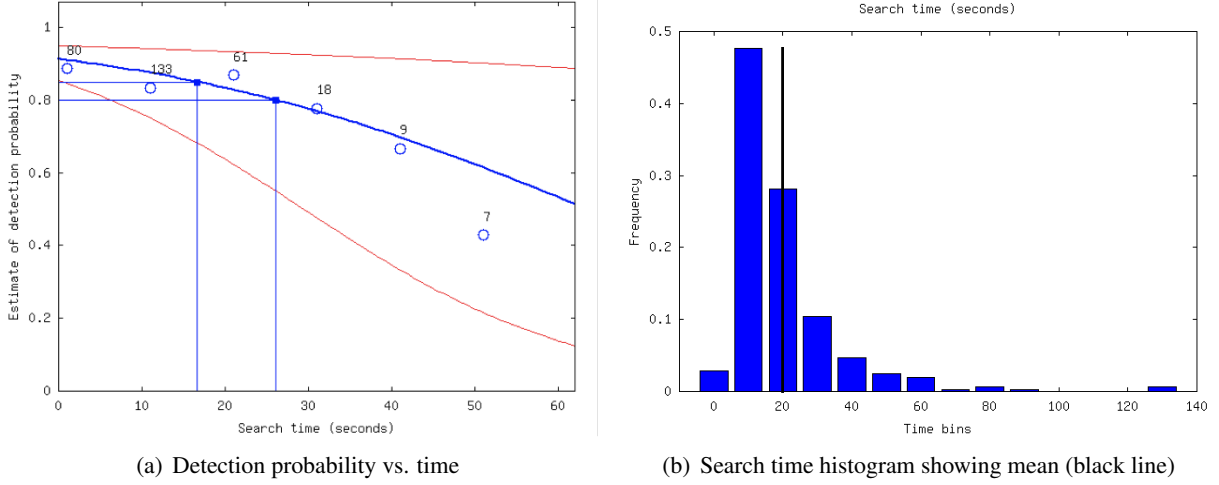 1
0.8
0.6
0.4
0.2
0
Estimate of detection probability
80
133
61
18
9
7
0 10 20 30 40 50 60
Search time (seconds)
(a) Detection probability vs. time
Search time (seconds)
0.5
0.4
0.3
0.2
0.1
0
Frequency
0 20 40 60 80 100 120 140
Time bins
(b) Search time histogram showing mean (black line)